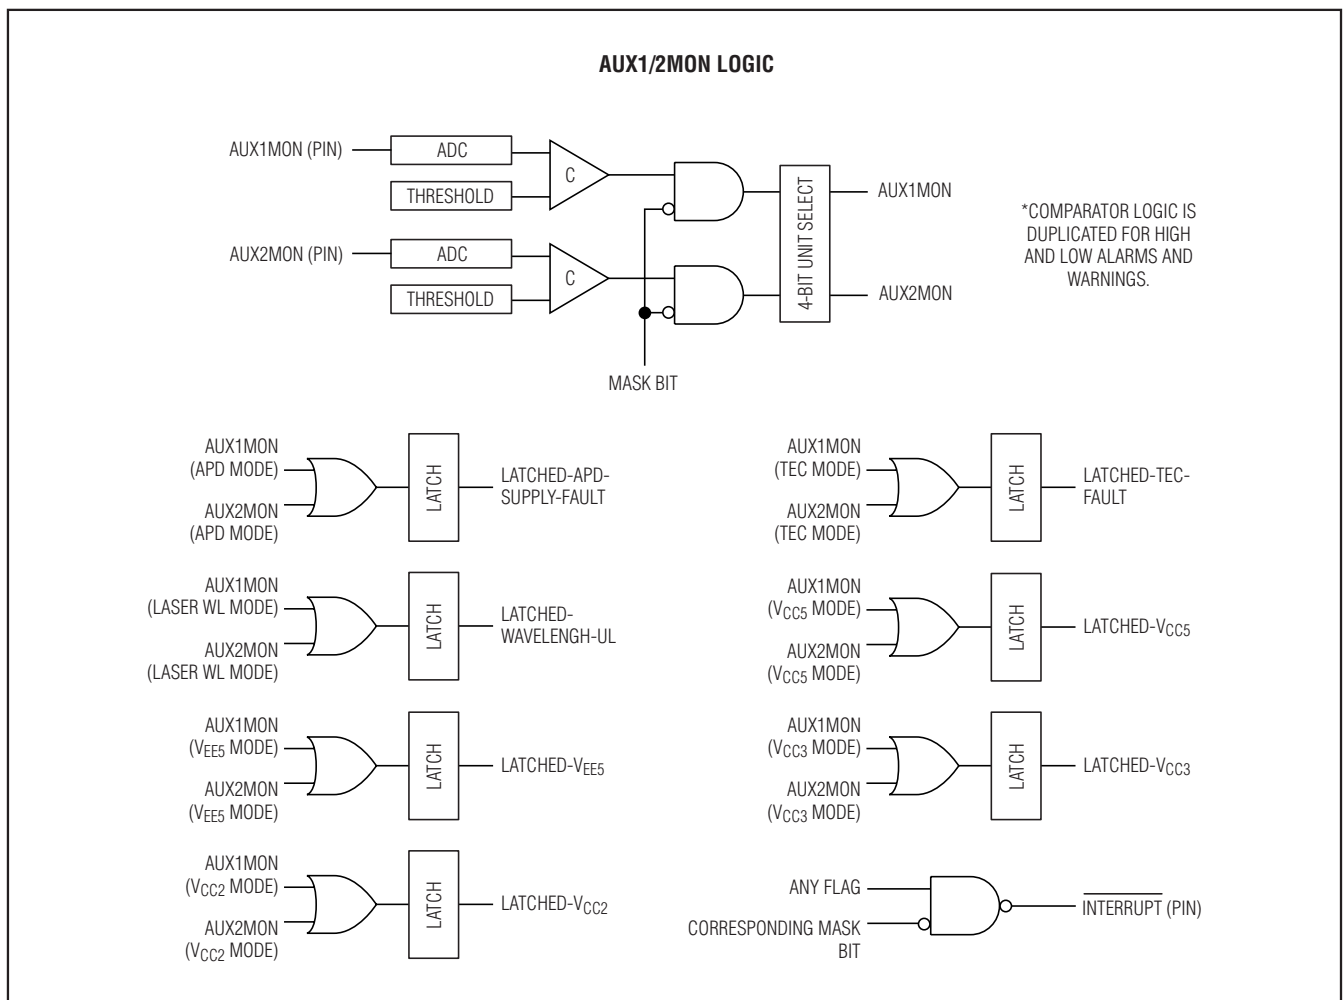 AUX1/2MON LOGIC
AUX1MON (PIN)
ADC
THRESHOLD
C
AUX2MON (PIN)
ADC
THRESHOLD
C
MASK BIT
4-BIT UNIT SELECT
AUX1MON
AUX2MON
*COMPARATOR LOGIC IS
DUPLICATED FOR HIGH
AND LOW ALARMS AND
WARNINGS.
AUX1MON
(APD MODE)
AUX2MON
(APD MODE)
LATCH
LATCHED-APD-
SUPPLY-FAULT
AUX1MON
(TEC MODE)
AUX2MON
(TEC MODE)
LATCH
LATCHED-TEC-
FAULT
AUX1MON
(LASER WL MODE)
AUX2MON
(LASER WL MODE)
LATCH
LATCHED-
WAVELENGH-UL
AUX1MON
(VCC5 MODE)
AUX2MON
(VCC5 MODE)
LATCH
LATCHED-VCC5
AUX1MON
(VEE5 MODE)
AUX2MON
(VEE5 MODE)
LATCH
LATCHED-VEE5
AUX1MON
(VCC3 MODE)
AUX2MON
(VCC3 MODE)
LATCH
LATCHED-VCC3
AUX1MON
(VCC2 MODE)
AUX2MON
(VCC2 MODE)
LATCH
LATCHED-VCC2
ANY FLAG
CORRESPONDING MASK
BIT
INTERRUPT (PIN)